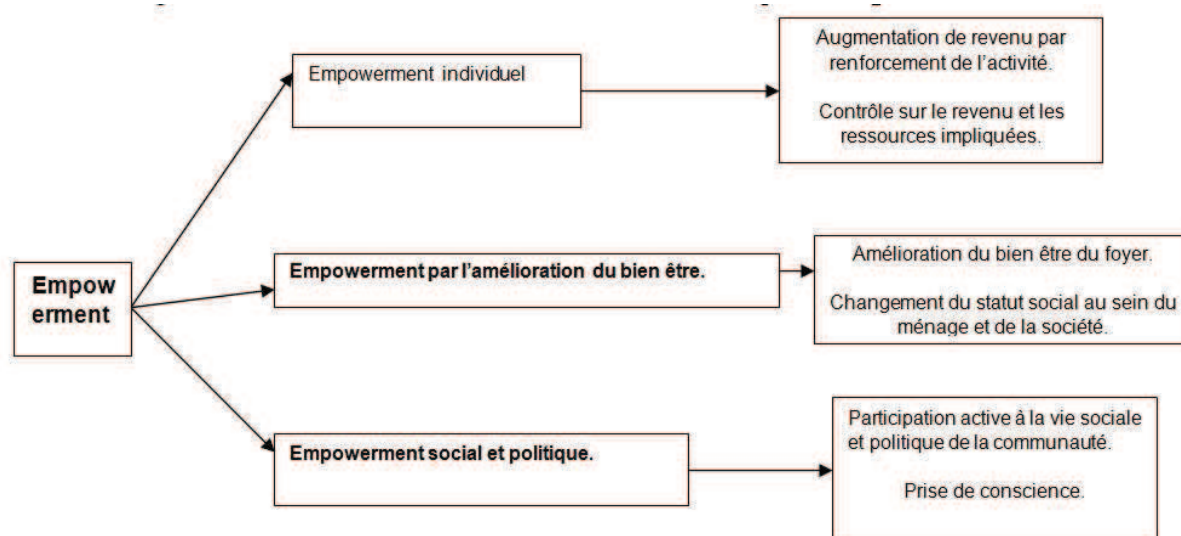 Empowerment individuel
Augmentation de revenu par
renforcement de l'activité.
Contrôle sur le revenu et les
ressources impliquées.
Empow
erment
Empowerment par l'amélioration du bien être.
Amélioration du bien être du foyer.
Changement du statut social au sein du
ménage et de la société.
Empowerment social et politique.
Participation active à la vie sociale
et politique de la communauté.
Prise de conscience.